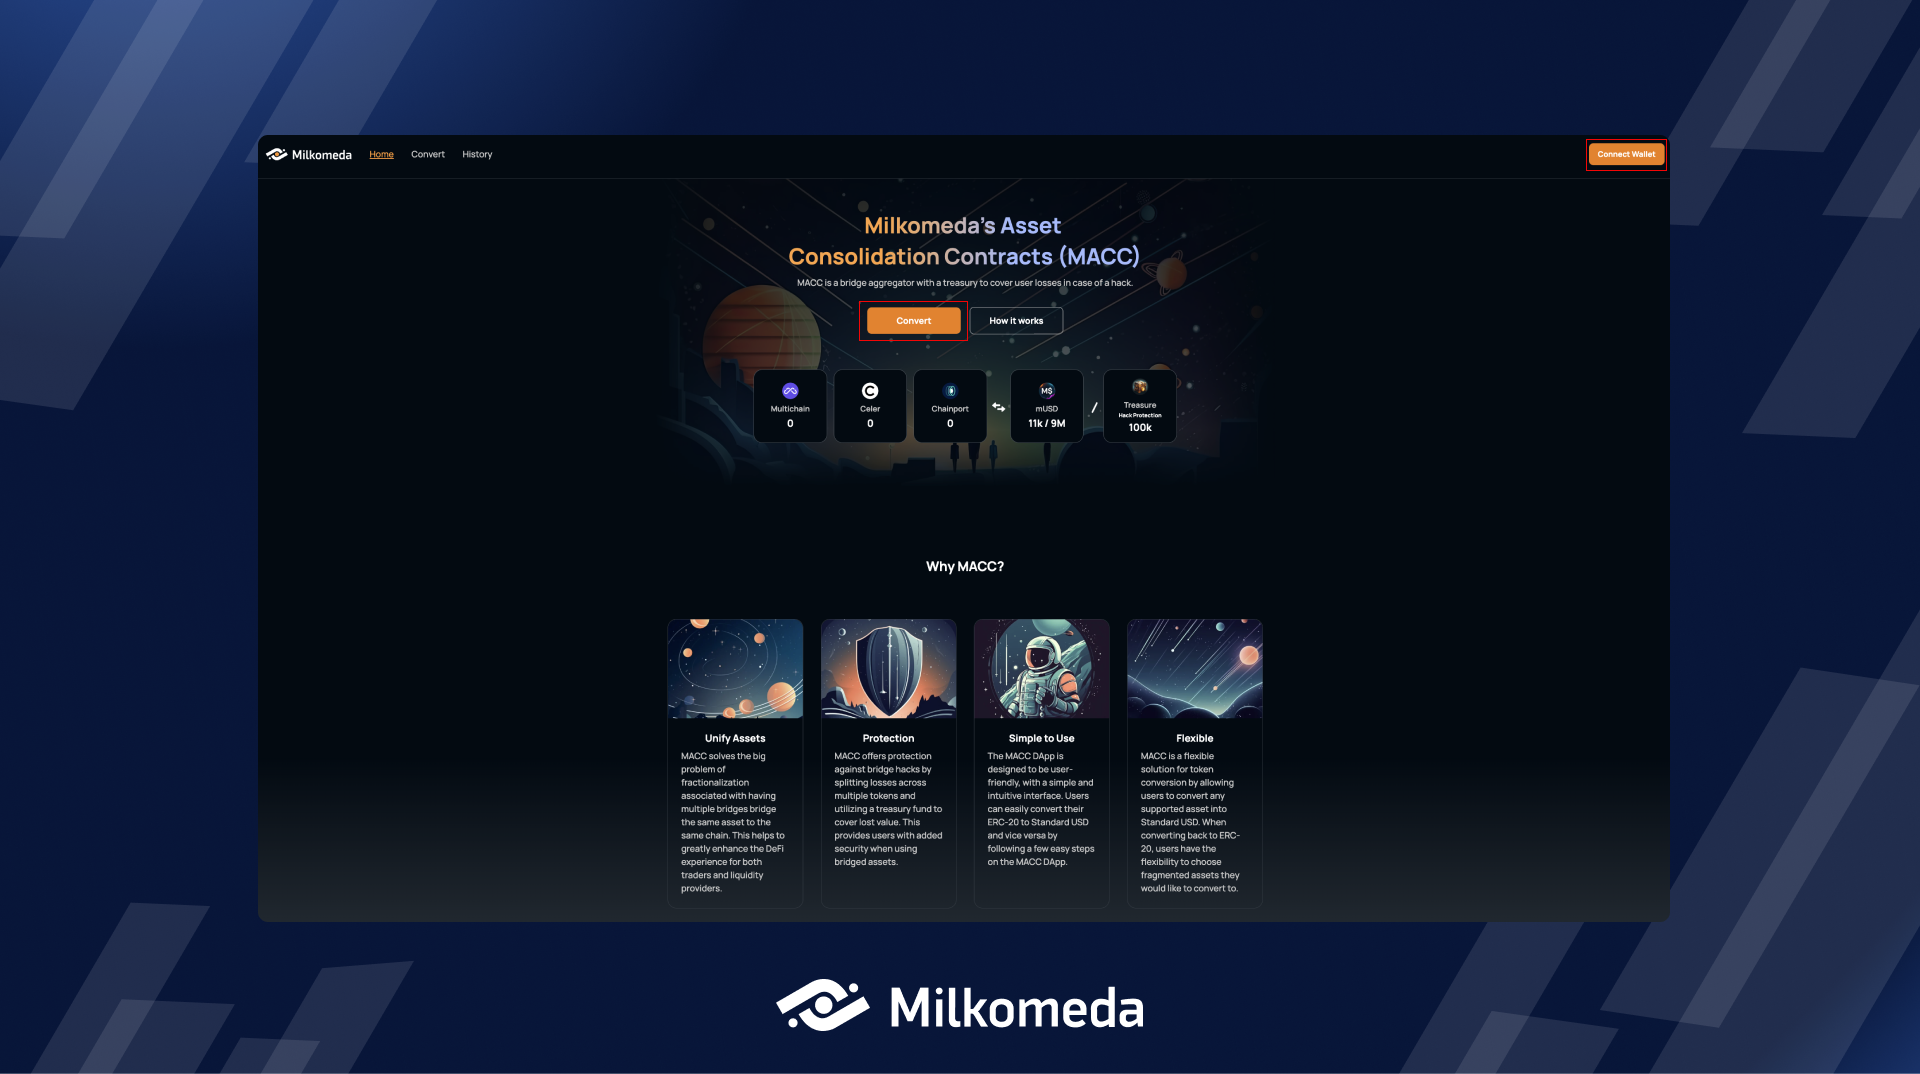 Milkomeda Home Convert History Connect Wallet
Milkomeda's Asset
Consolidation Contracts (MACC)
MACC is a bridge aggregator with a treasury to cover user losses in case of a hack.
Convert How it works
Multichain
0
Celer
0
Chainport
0
M$
mUSD
11k / 9M
/
Treasure
Hack Protection
100k
Why MACC?
Unify Assets
MACC solves the big
problem of
fractionalization
associated with having
multiple bridges bridge
the same asset to the
same chain. This helps to
greatly enhance the DeFi
experience for both
traders and liquidity
providers.
Protection
MACC offers protection
against bridge hacks by
splitting losses across
multiple tokens and
utilizing a treasury fund to
cover lost value. This
provides users with added
security when using
bridged assets.
Simple to Use
The MACC DApp is
designed to be user-
friendly, with a simple and
intuitive interface. Users
can easily convert their
ERC-20 to Standard USD
and vice versa by
following a few easy steps
on the MACC DApp.
Flexible
MACC is a flexible
solution for token
conversion by allowing
users to convert any
supported asset into
Standard USD. When
converting back to ERC-
20, users have the
flexibility to choose
fragmented assets they
would like to convert to.
Milkomeda